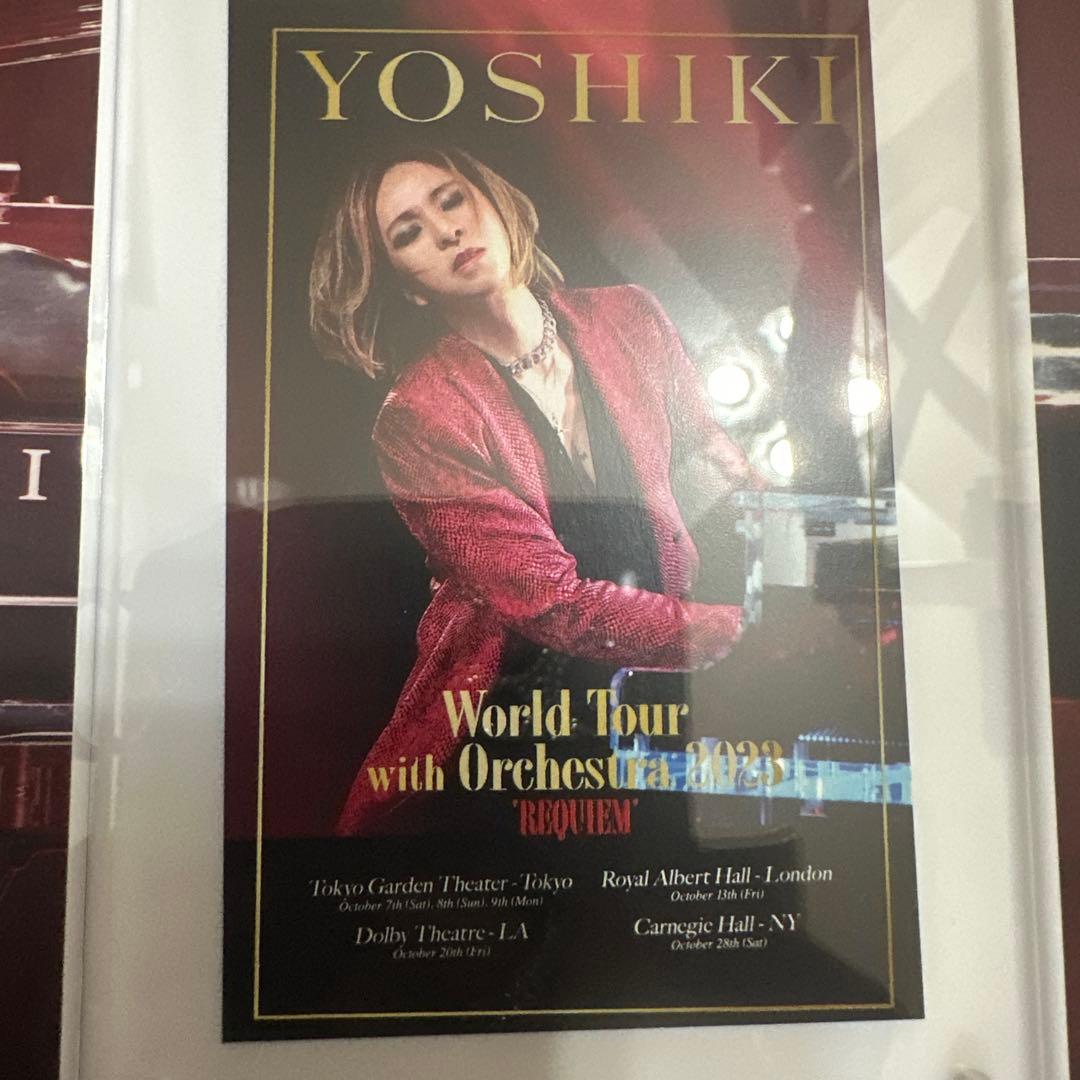 YOSHIKI
I
World Tour
with Orchestra 2023
'REQUIEM'
Tokyo Garden Theater - Tokyo
October 7th (Sat), 8th (Sun), 9th (Mon)
Royal Albert Hall - London
October 13th (Fri)
Dolby Theatre - LA
October 20th (Fri)
Carnegie Hall - NY
October 28th (Sat)